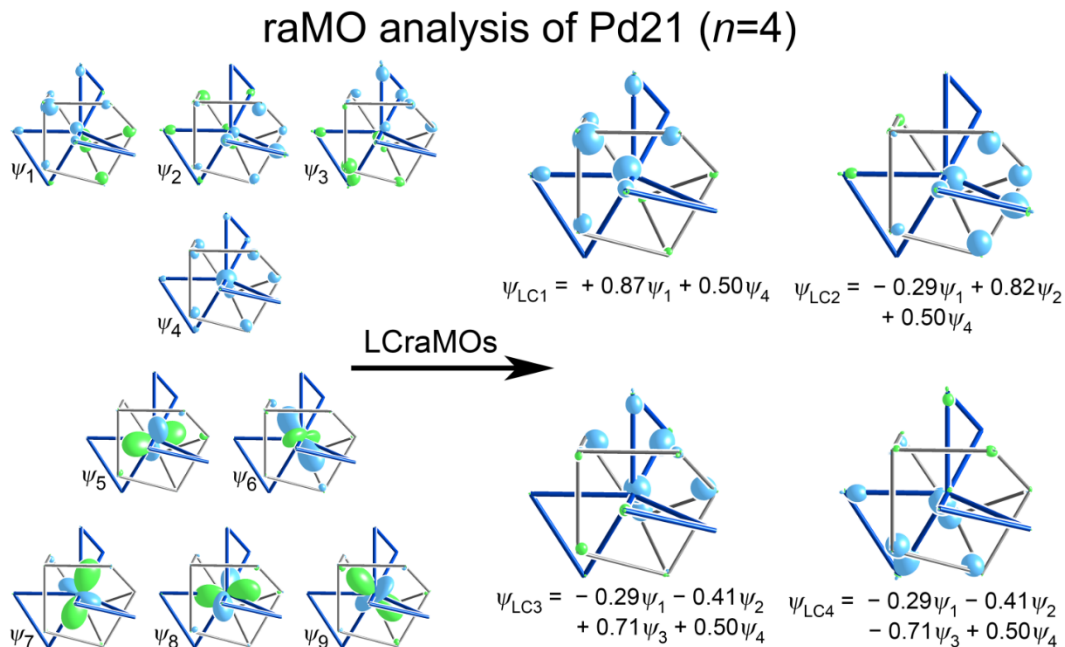 raMO analysis of Pd21 (n=4)
ψ1
ψ2
ψ3
ψ4
LCraMOs
ψ5
ψ6
ψ7
ψ8
ψ9
ψLC1 = + 0.87ψ1 + 0.50ψ4
ψLC2 = − 0.29ψ1 + 0.82ψ2
+ 0.50ψ4
ψLC3 = − 0.29ψ1 − 0.41ψ2
+ 0.71ψ3 + 0.50ψ4
ψLC4 = − 0.29ψ1 − 0.41ψ2
− 0.71ψ3 + 0.50ψ4